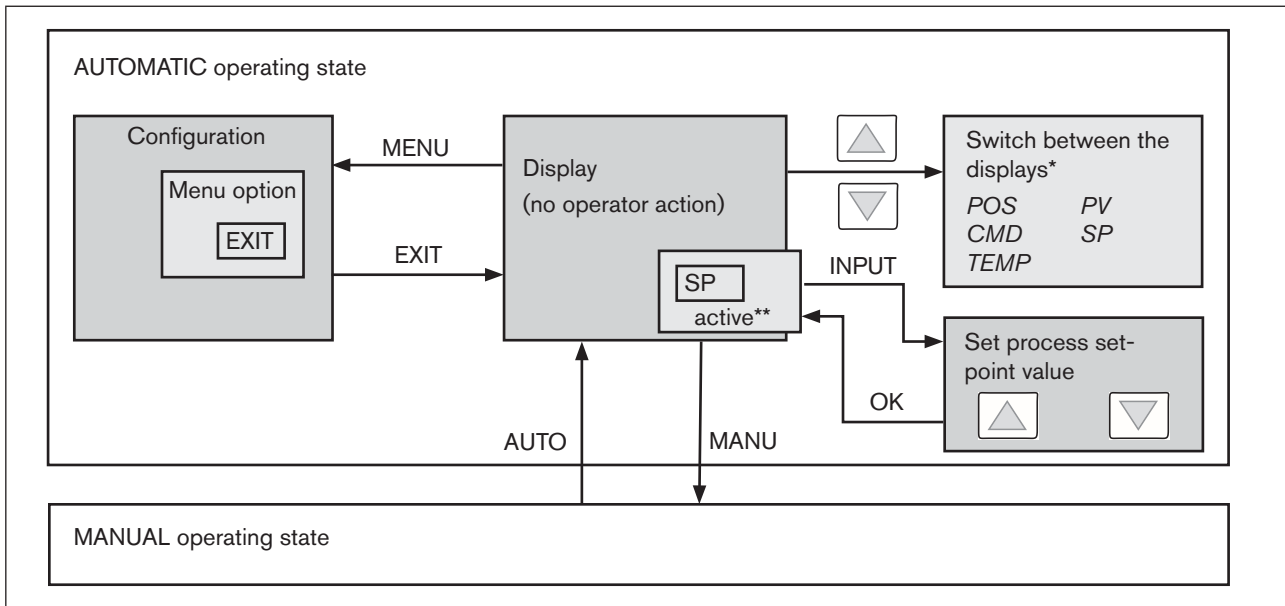 AUTOMATIC operating state
Configuration
Menu option
EXIT
MENU
EXIT
Display
(no operator action)
SP
active**
Switch between the
displays*
POS PV
CMD SP
TEMP
INPUT
OK
Set process set-
point value
AUTO
MANU
MANUAL operating state